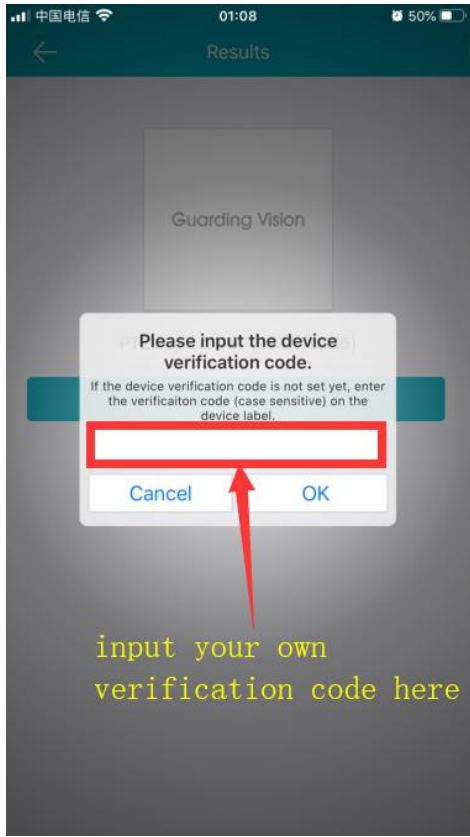 中国电信 01:08 50%
Results
Guarding Vision
Please input the device
verification code.
If the device verification code is not set yet, enter
the verificaiton code (case sensitive) on the
device label.
Cancel OK
input your own
verification code here